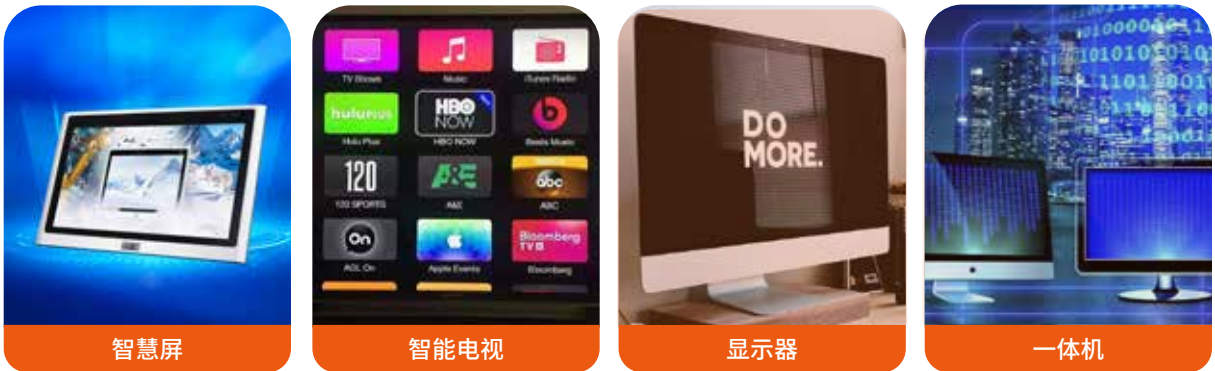 智慧屏
TV Shows
Music
iTunes Radio
huluPLUS
Hulu Plus
HBO
NOW
HBO NOW
Beats Music
120
120 SPORTS
A&E
A&E
abc
ABC
On
AOL On
Apple Events
Bloomberg
TV
Bloomberg
智能电视
DO
MORE.
显示器
一体机